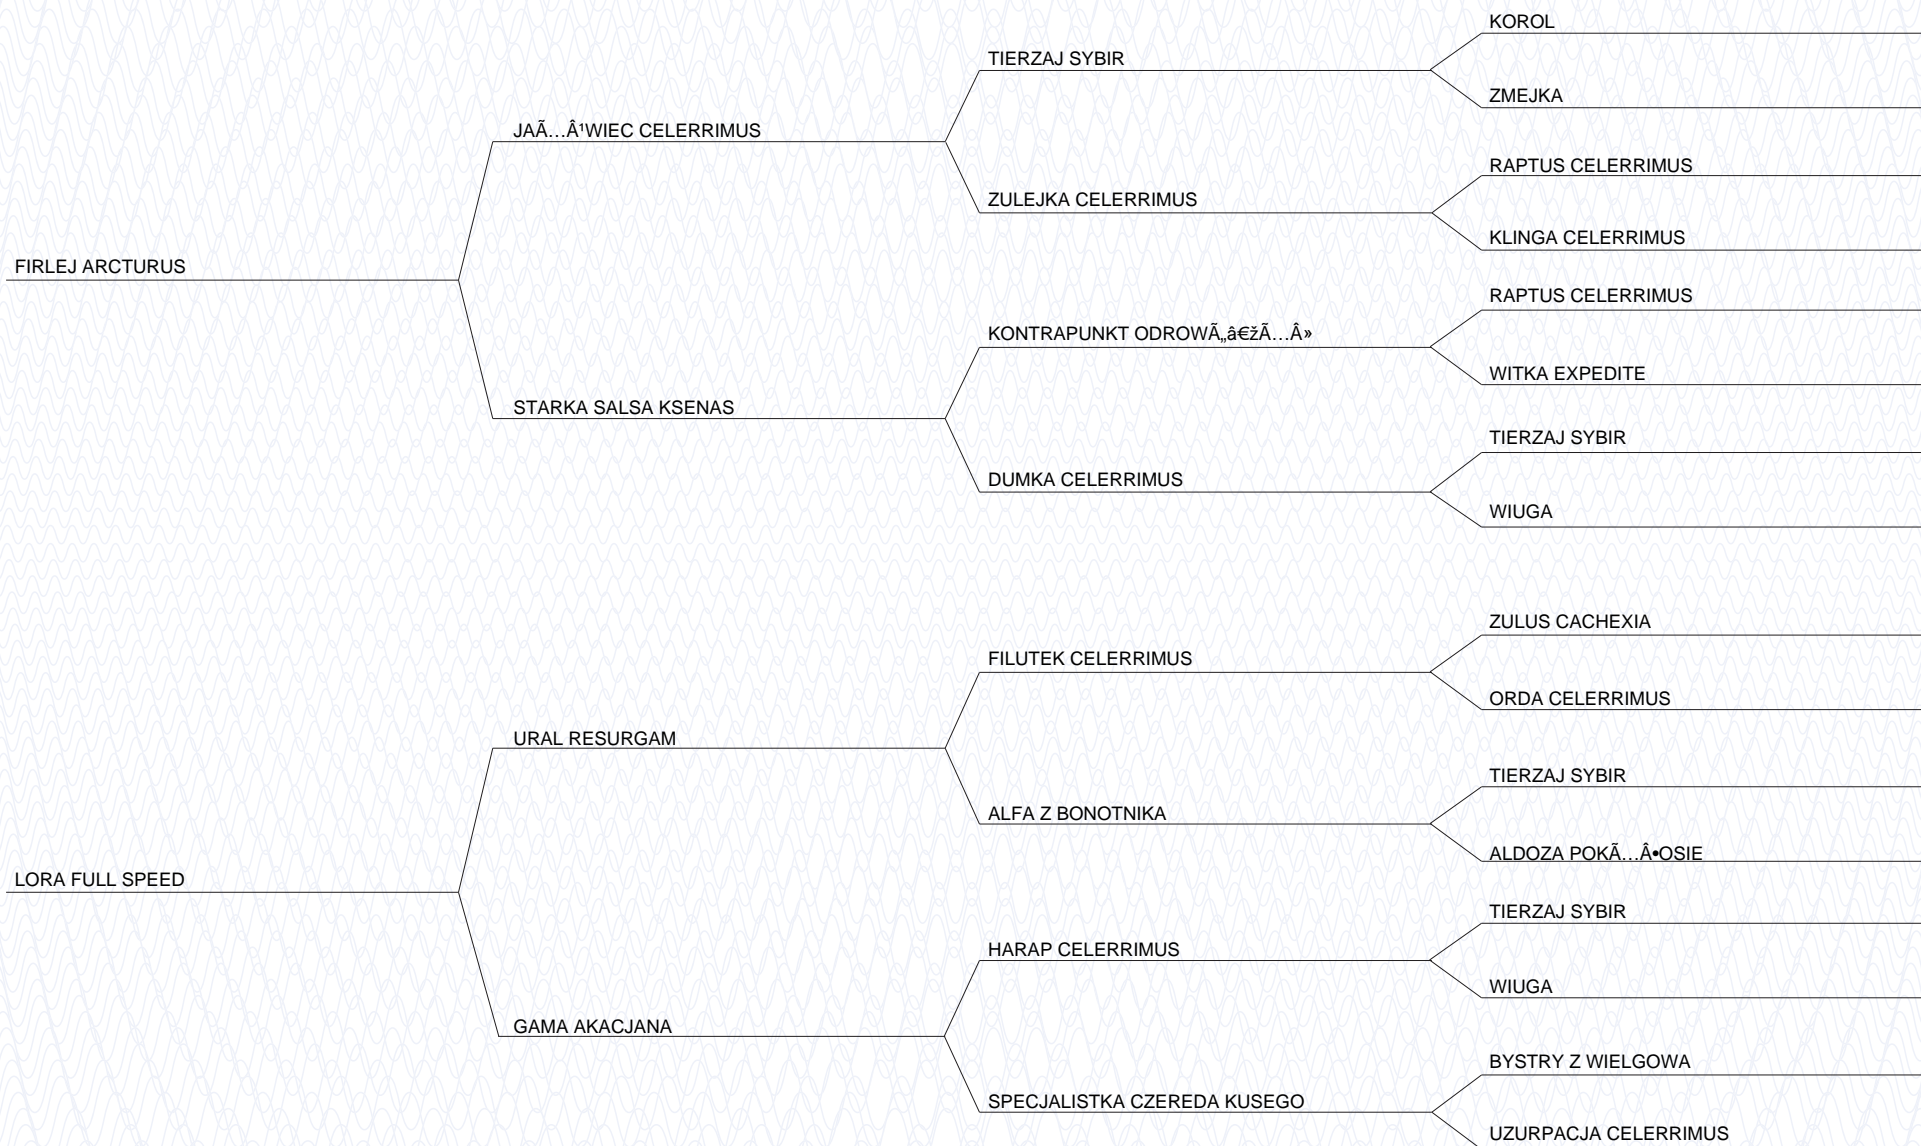 KOROL
TIERZAJ SYBIR
ZMEJKA
JAÃ…Â¹WIEC CELERRIMUS
RAPTUS CELERRIMUS
ZULEJKA CELERRIMUS
KLINGA CELERRIMUS
FIRLEJ ARCTURUS
RAPTUS CELERRIMUS
KONTRAPUNKT ODROWÃ„â€žÃ…Â»
WITKA EXPEDITE
STARKA SALSA KSENAS
TIERZAJ SYBIR
DUMKA CELERRIMUS
WIUGA
ZULUS CACHEXIA
FILUTEK CELERRIMUS
ORDA CELERRIMUS
URAL RESURGAM
TIERZAJ SYBIR
ALFA Z BONOTNIKA
ALDOZA POKÃ…Â•OSIE
LORA FULL SPEED
TIERZAJ SYBIR
HARAP CELERRIMUS
WIUGA
GAMA AKACJANA
BYSTRY Z WIELGOWA
SPECJALISTKA CZEREDA KUSEGO
UZURPACJA CELERRIMUS